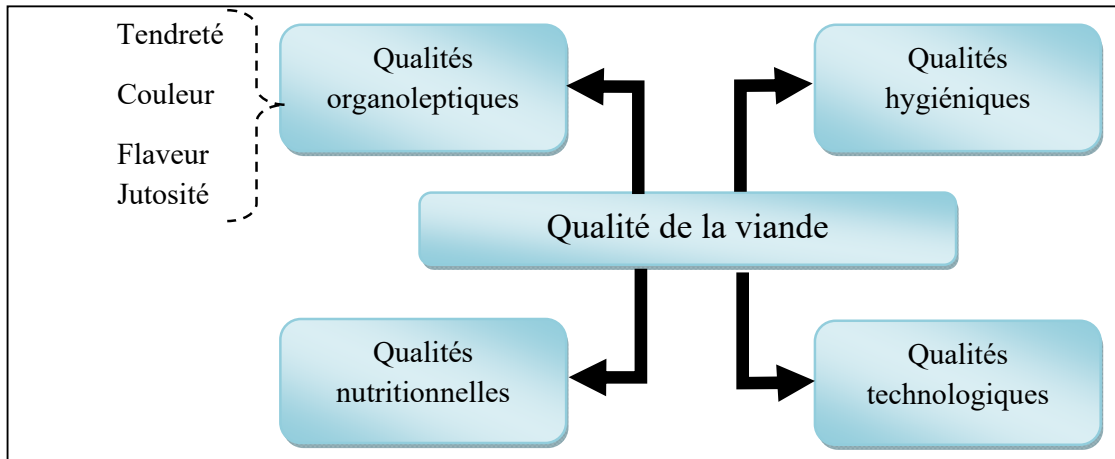 Tendreté
Couleur
Flaveur
Jutosité
Qualités
organoleptiques
Qualités
hygiéniques
Qualité de la viande
Qualités
nutritionnelles
Qualités
technologiques